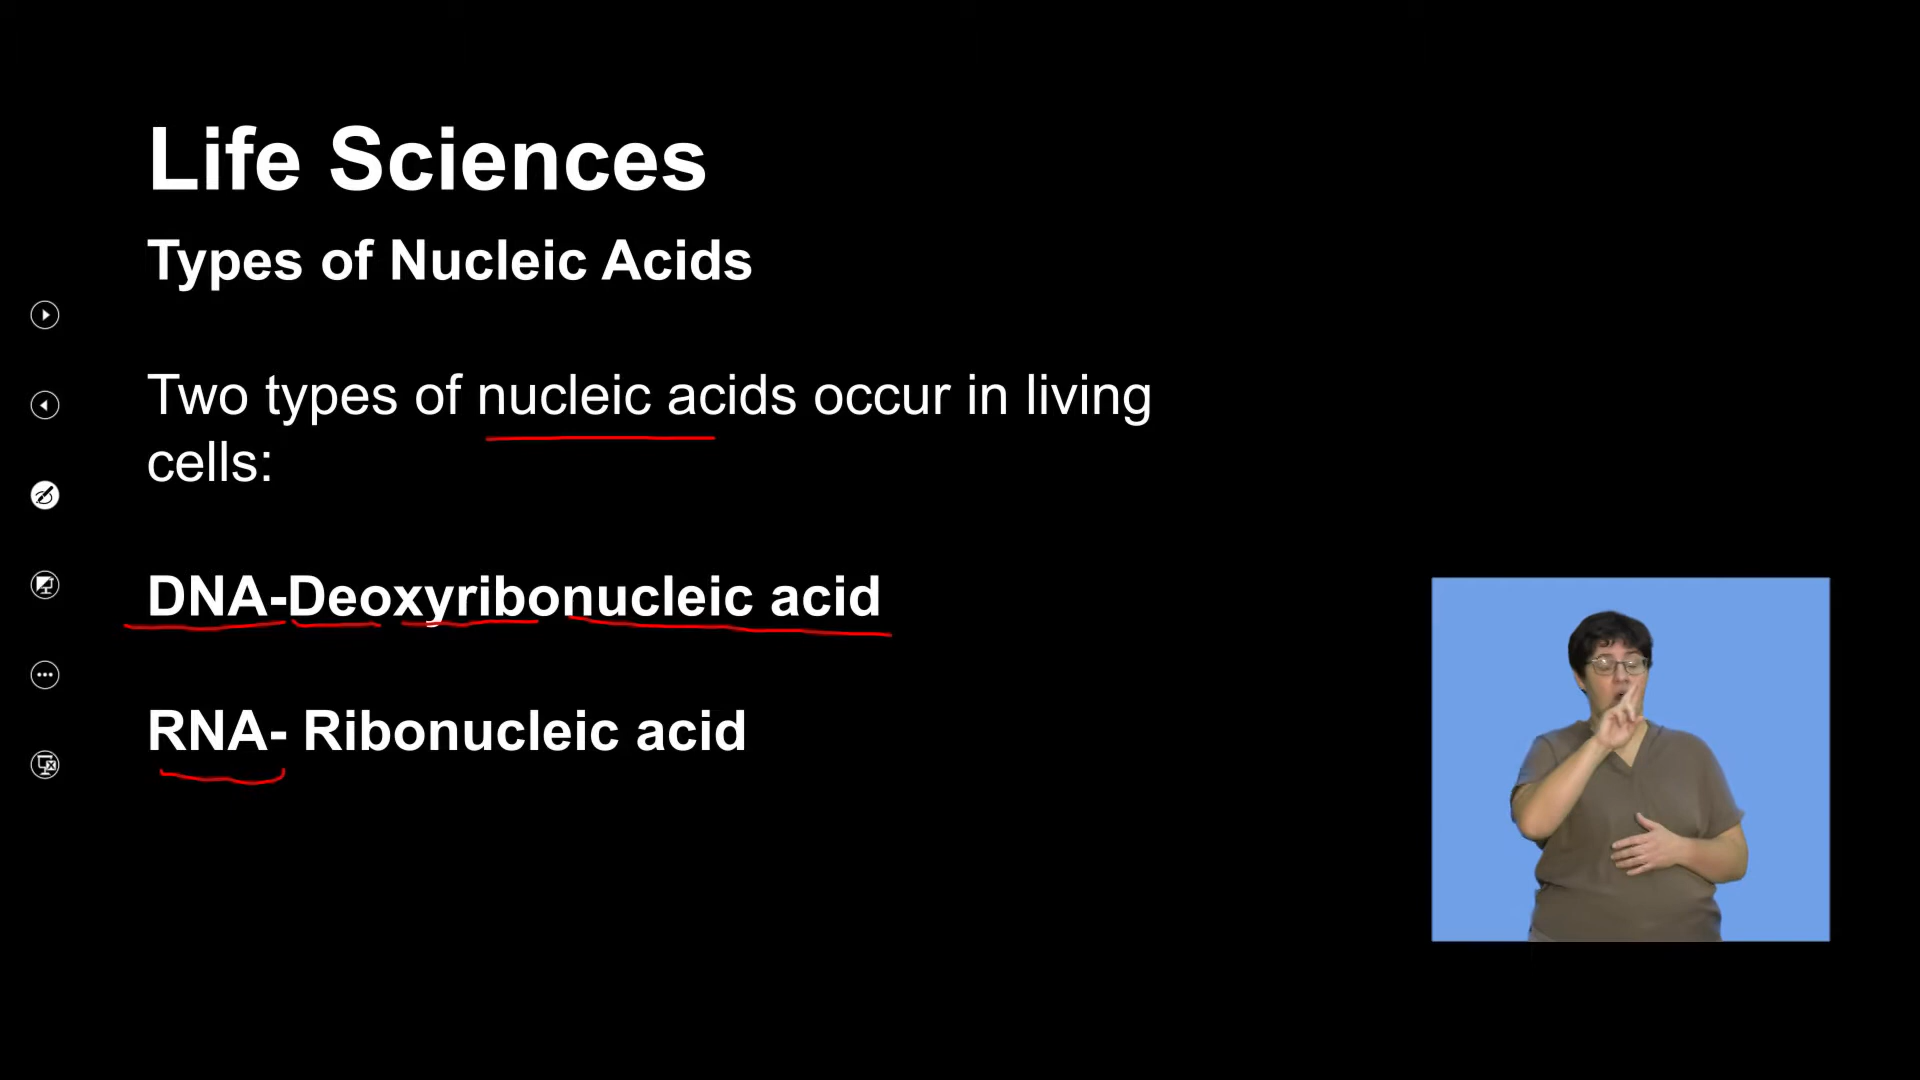 Life Sciences
Types of Nucleic Acids
Two types of nucleic acids occur in living
cells:
DNA-Deoxyribonucleic acid
RNA- Ribonucleic acid